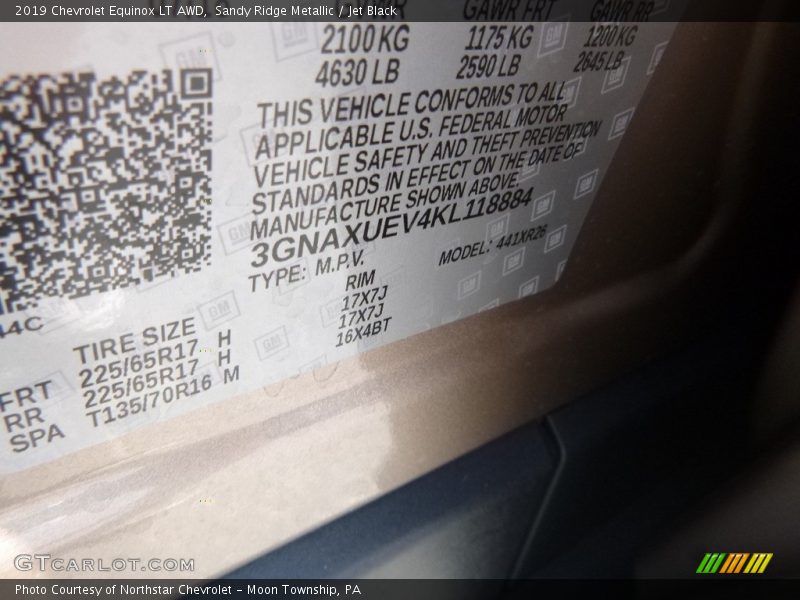 2019 Chevrolet Equinox LT AWD, Sandy Ridge Metallic / Jet Black
GAWR FRT GAWR RR
2100 KG 1175 KG 1200 KG
4630 LB 2590 LB 2645 LB
THIS VEHICLE CONFORMS TO ALL
APPLICABLE U.S. FEDERAL MOTOR
VEHICLE SAFETY AND THEFT PREVENTION
STANDARDS IN EFFECT ON THE DATE OF
MANUFACTURE SHOWN ABOVE.
3GNAXUEV4KL118884
TYPE: M.P.V. MODEL: 441XR26
44C
TIRE SIZE RIM
FRT 225/65R17 H 17X7J
RR 225/65R17 H 17X7J
SPA T135/70R16 M 16X4BT
GTCARLOT.COM
Photo Courtesy of Northstar Chevrolet - Moon Township, PA